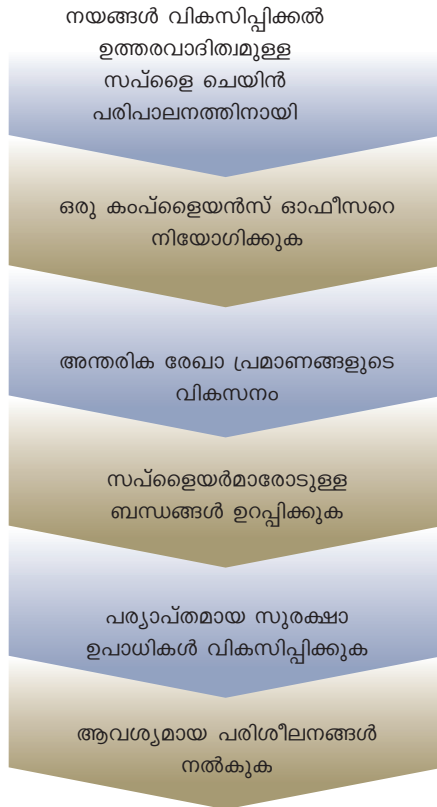 നയങ്ങൾ വികസിപ്പിക്കൽ
ഉത്തരവാദിത്വമുള്ള
സപ്ളൈ ചെയിൻ
പരിപാലനത്തിനായി
ഒരു കംപ്ളൈയൻസ് ഓഫീസറെ
നിയോഗിക്കുക
അന്തരിക രേഖാ പ്രമാണങ്ങളുടെ
വികസനം
സപ്ളൈയർമാരോടുള്ള
ബന്ധങ്ങൾ ഉറപ്പിക്കുക
പര്യാപ്തമായ സുരക്ഷാ
ഉപാധികൾ വികസിപ്പിക്കുക
ആവശ്യമായ പരിശീലനങ്ങൾ
നൽകുക